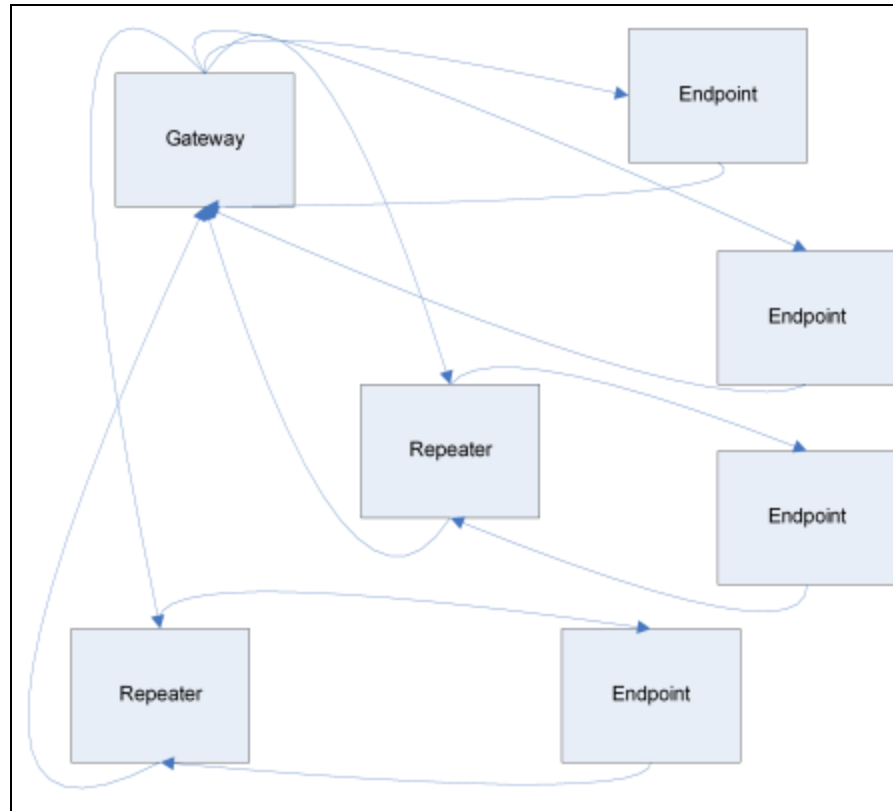 Endpoint
Gateway
Endpoint
Repeater
Endpoint
Repeater
Endpoint